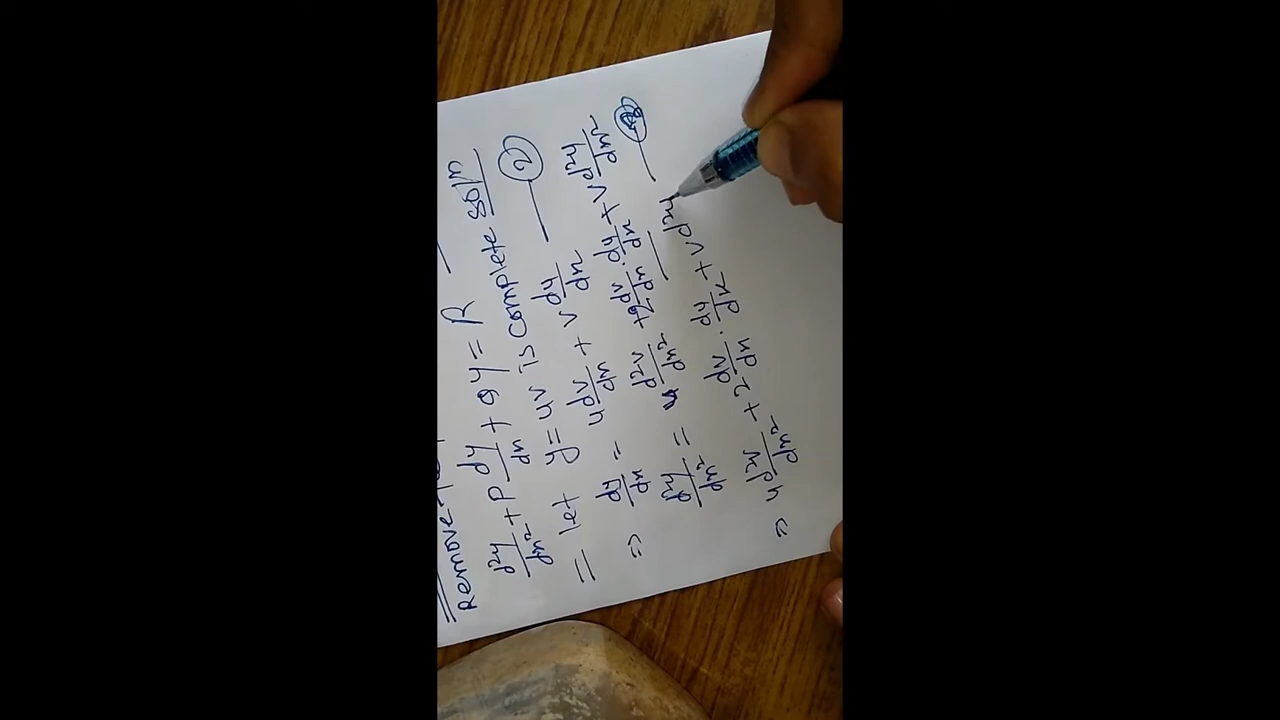 Remove
d²y/dx² + P dy/dx + Qy = R
= let y = uv is complete soln
⇒ dy/dx = u dv/dx + v du/dx — (2)
d²y/dx² = u d²v/dx² + 2 dv/dx · du/dx + v d²u/dx²
⇒ u d²v/dx² + 2 dv/dx · du/dx + v d²u